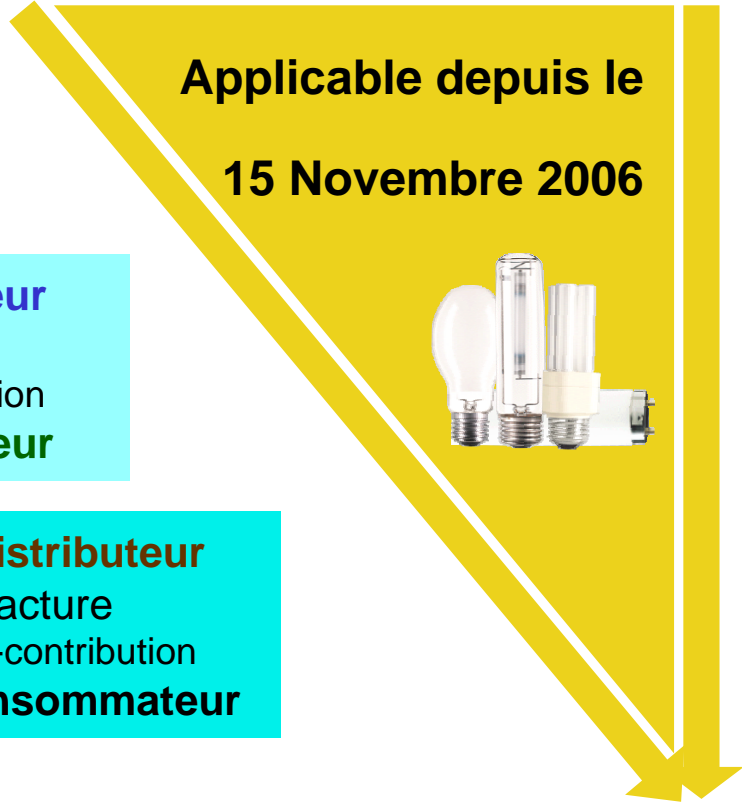 Applicable depuis le
15 Novembre 2006
eur
ion
eur
istributeur
acture
-contribution
nsommateur